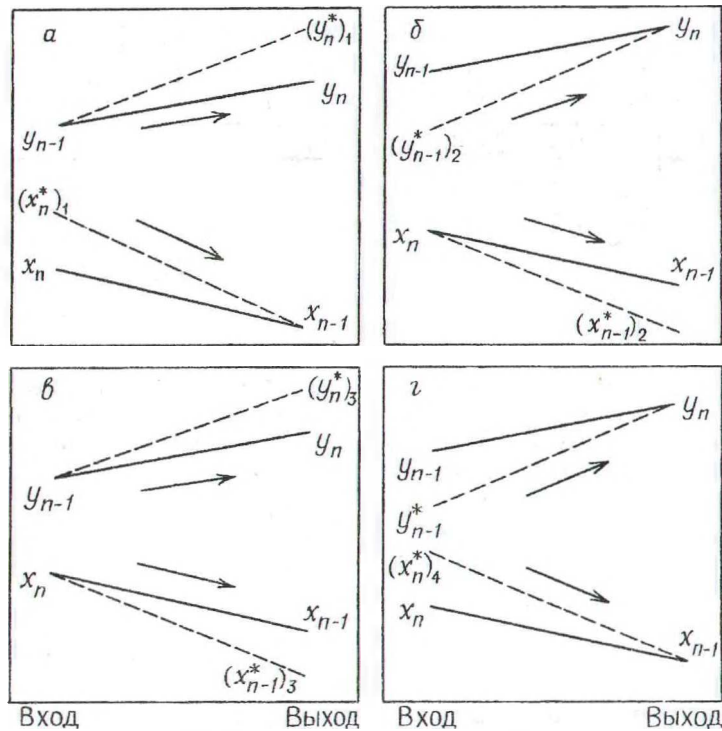 а
(y*n)1
yn
yn-1
(x*n)1
xn
xn-1
б
yn
yn-1
(y*n-1)2
xn
xn-1
(x*n-1)2
в
(y*n)3
yn
yn-1
xn
xn-1
(x*n-1)3
г
yn
yn-1
y*n-1
(x*n)4
xn
xn-1
Вход Выход Вход Выход